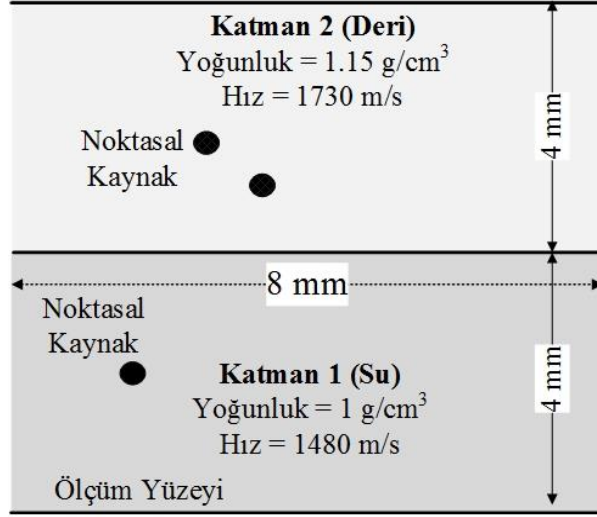 Katman 2 (Deri)
Yoğunluk = 1.15 g/cm³
Hız = 1730 m/s
Noktasal
Kaynak
4 mm
8 mm
Noktasal
Kaynak
Katman 1 (Su)
Yoğunluk = 1 g/cm³
Hız = 1480 m/s
4 mm
Ölçüm Yüzeyi